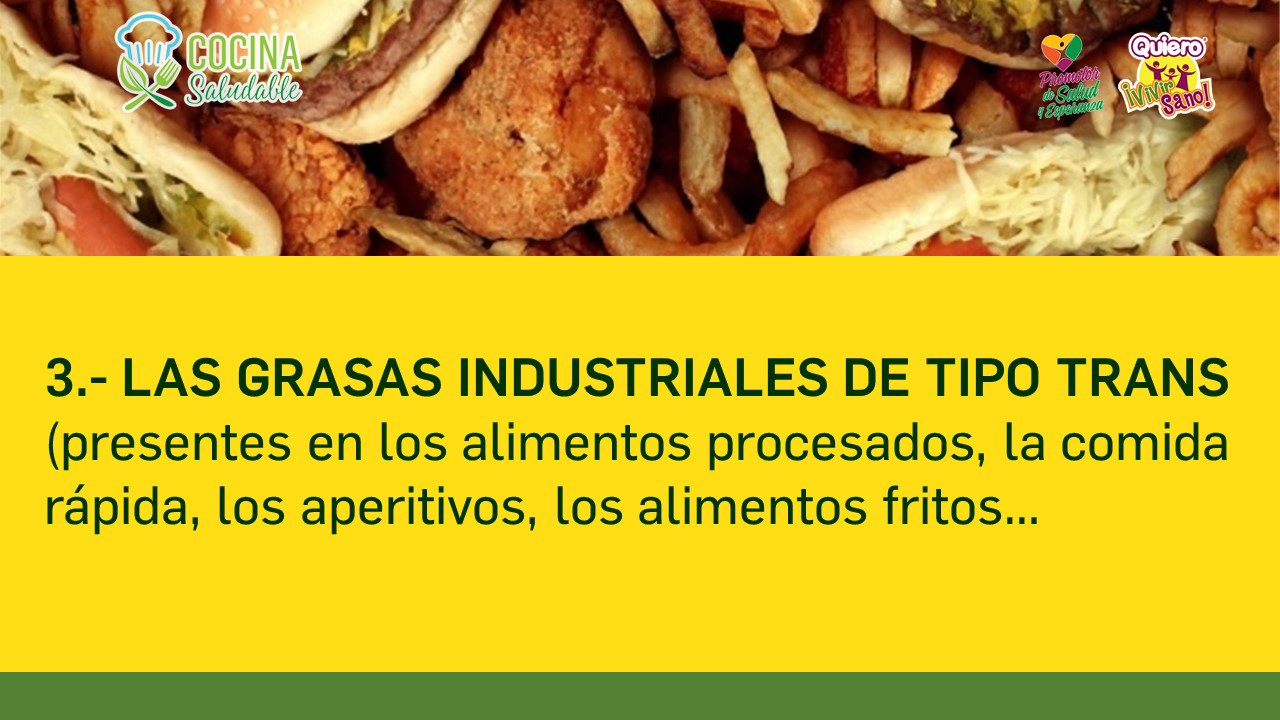 COCINA
Saludable
Promotor
de Salud
y Esperanza
Quiero
¡Vivir
Sano!
3.- LAS GRASAS INDUSTRIALES DE TIPO TRANS
(presentes en los alimentos procesados, la comida
rápida, los aperitivos, los alimentos fritos...